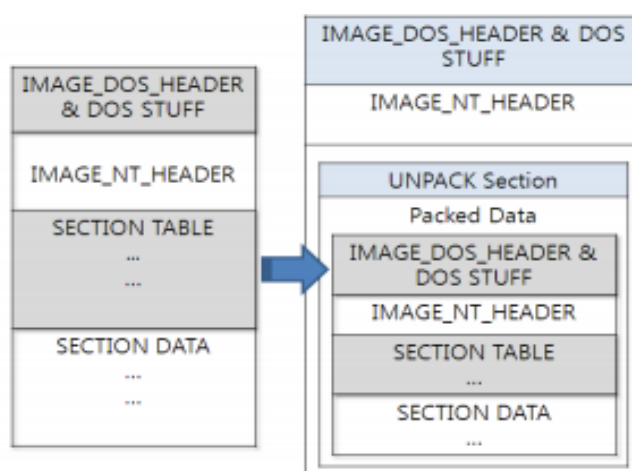 IMAGE_DOS_HEADER
& DOS STUFF
IMAGE_NT_HEADER
SECTION TABLE
...
...
SECTION DATA
...
...
IMAGE_DOS_HEADER & DOS
STUFF
IMAGE_NT_HEADER
UNPACK Section
Packed Data
IMAGE_DOS_HEADER &
DOS STUFF
IMAGE_NT_HEADER
SECTION TABLE
...
SECTION DATA
...